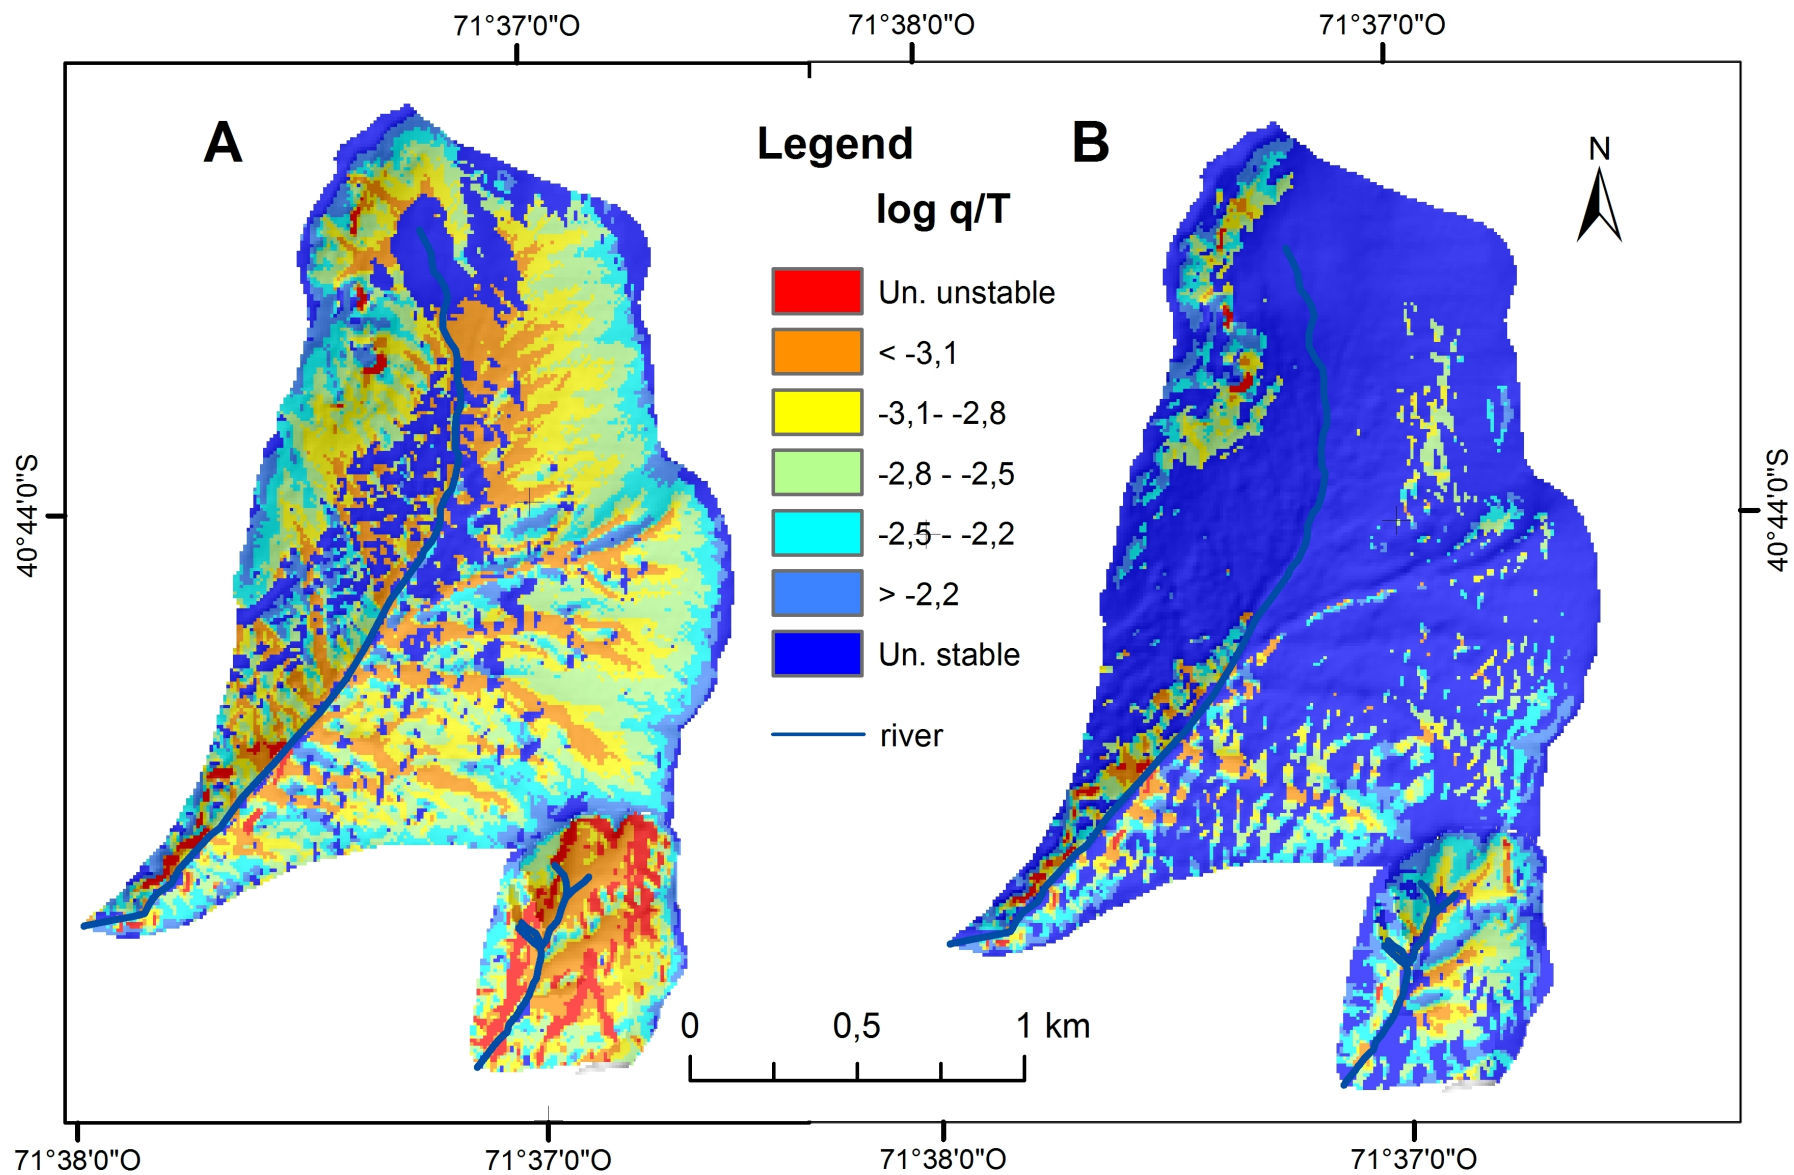 71°37'0"O
71°38'0"O
71°37'0"O
A
Legend
B
N
log q/T
Un. unstable
< -3,1
-3,1- -2,8
-2,8 - -2,5
-2,5- -2,2
> -2,2
Un. stable
river
40°44'0"S
40°44'0"S
0 0,5 1 km
71°38'0"O
71°37'0"O
71°38'0"O
71°37'0"O